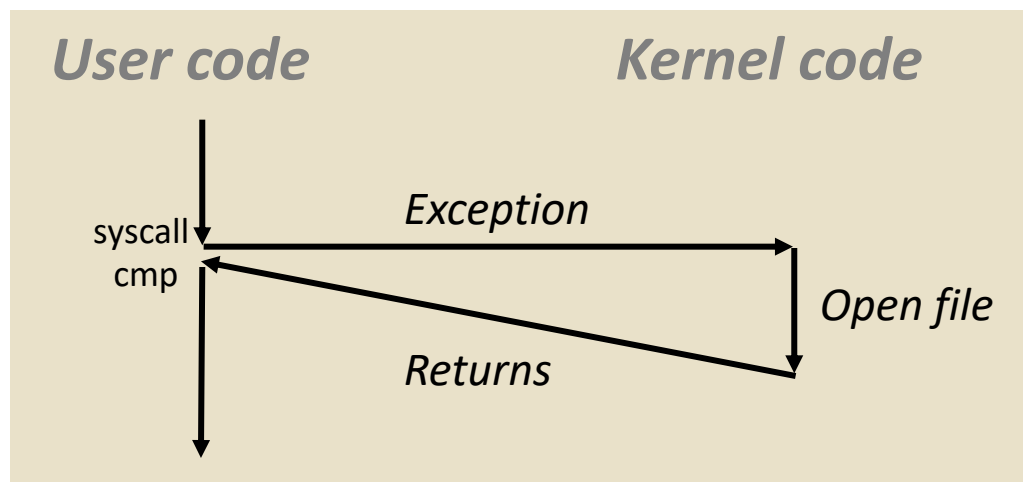 User code
Kernel code
Exception
syscall
cmp
Open file
Returns